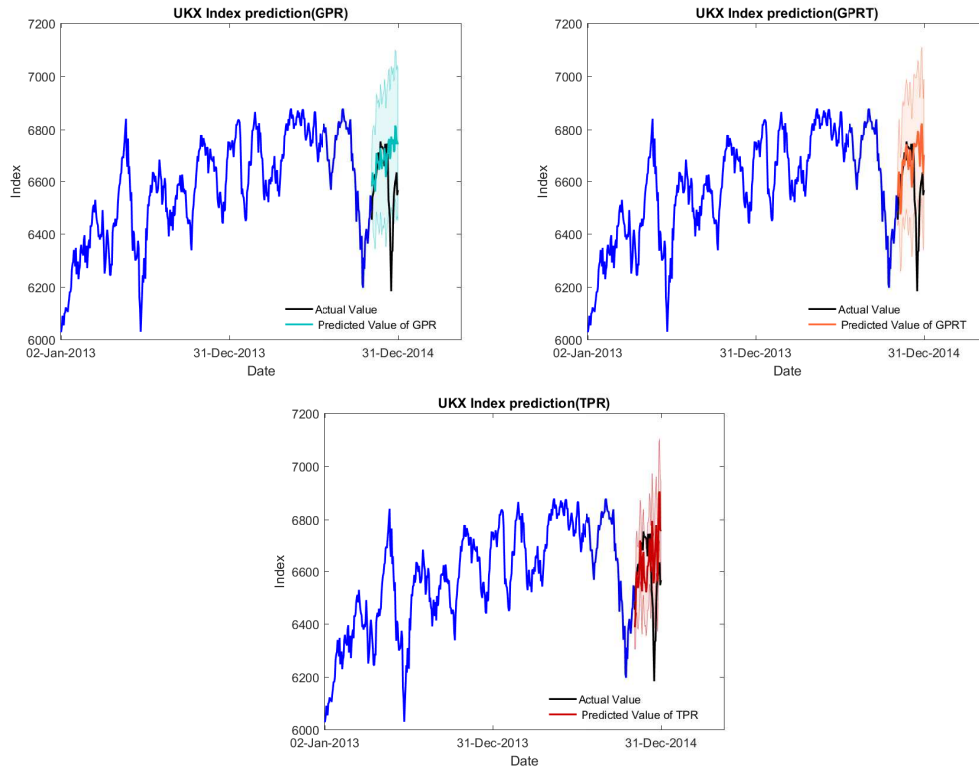 UKX Index prediction(GPR)
7200
7000
6800
6600
6400
6200
6000
Index
02-Jan-2013
31-Dec-2013
31-Dec-2014
Date
Actual Value
Predicted Value of GPR
UKX Index prediction(GPRT)
7200
7000
6800
6600
6400
6200
6000
Index
02-Jan-2013
31-Dec-2013
31-Dec-2014
Date
Actual Value
Predicted Value of GPRT
UKX Index prediction(TPR)
7200
7000
6800
6600
6400
6200
6000
Index
02-Jan-2013
31-Dec-2013
31-Dec-2014
Date
Actual Value
Predicted Value of TPR